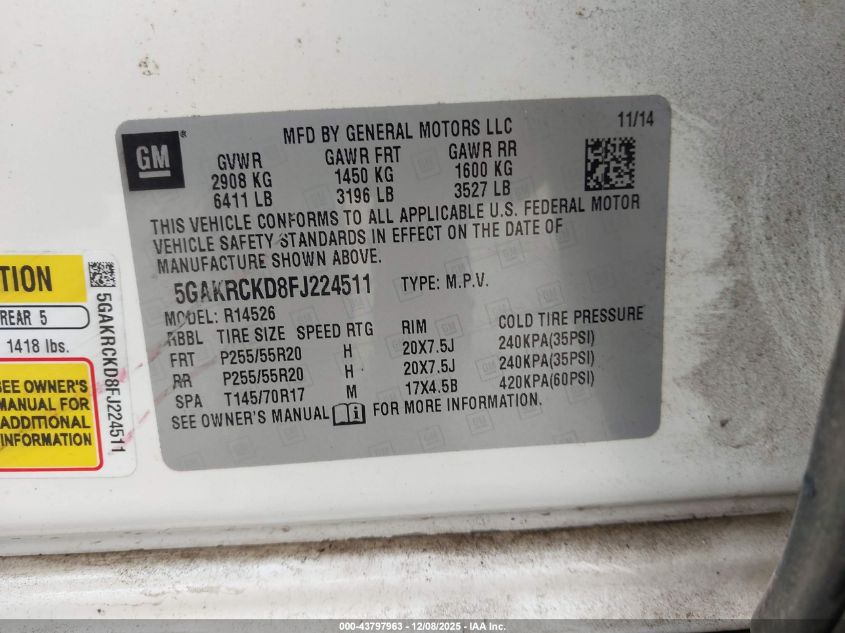 GM
®
MFD BY GENERAL MOTORS LLC
11/14
GVWR GAWR FRT GAWR RR
2908 KG 1450 KG 1600 KG
6411 LB 3196 LB 3527 LB
THIS VEHICLE CONFORMS TO ALL APPLICABLE U.S. FEDERAL MOTOR
VEHICLE SAFETY STANDARDS IN EFFECT ON THE DATE OF
MANUFACTURE SHOWN ABOVE.
5GAKRCKD8FJ224511 TYPE: M.P.V.
MODEL: R14526
RBBL TIRE SIZE SPEED RTG RIM COLD TIRE PRESSURE
FRT P255/55R20 H 20X7.5J 240KPA(35PSI)
RR P255/55R20 H 20X7.5J 240KPA(35PSI)
SPA T145/70R17 M 17X4.5B 420KPA(60PSI)
SEE OWNER'S MANUAL FOR MORE INFORMATION.
TION
REAR 5
1418 lbs.
SEE OWNER'S
MANUAL FOR
ADDITIONAL
INFORMATION
5GAKRCKD8FJ224511
000-43797963 - 12/08/2025 - IAA Inc.